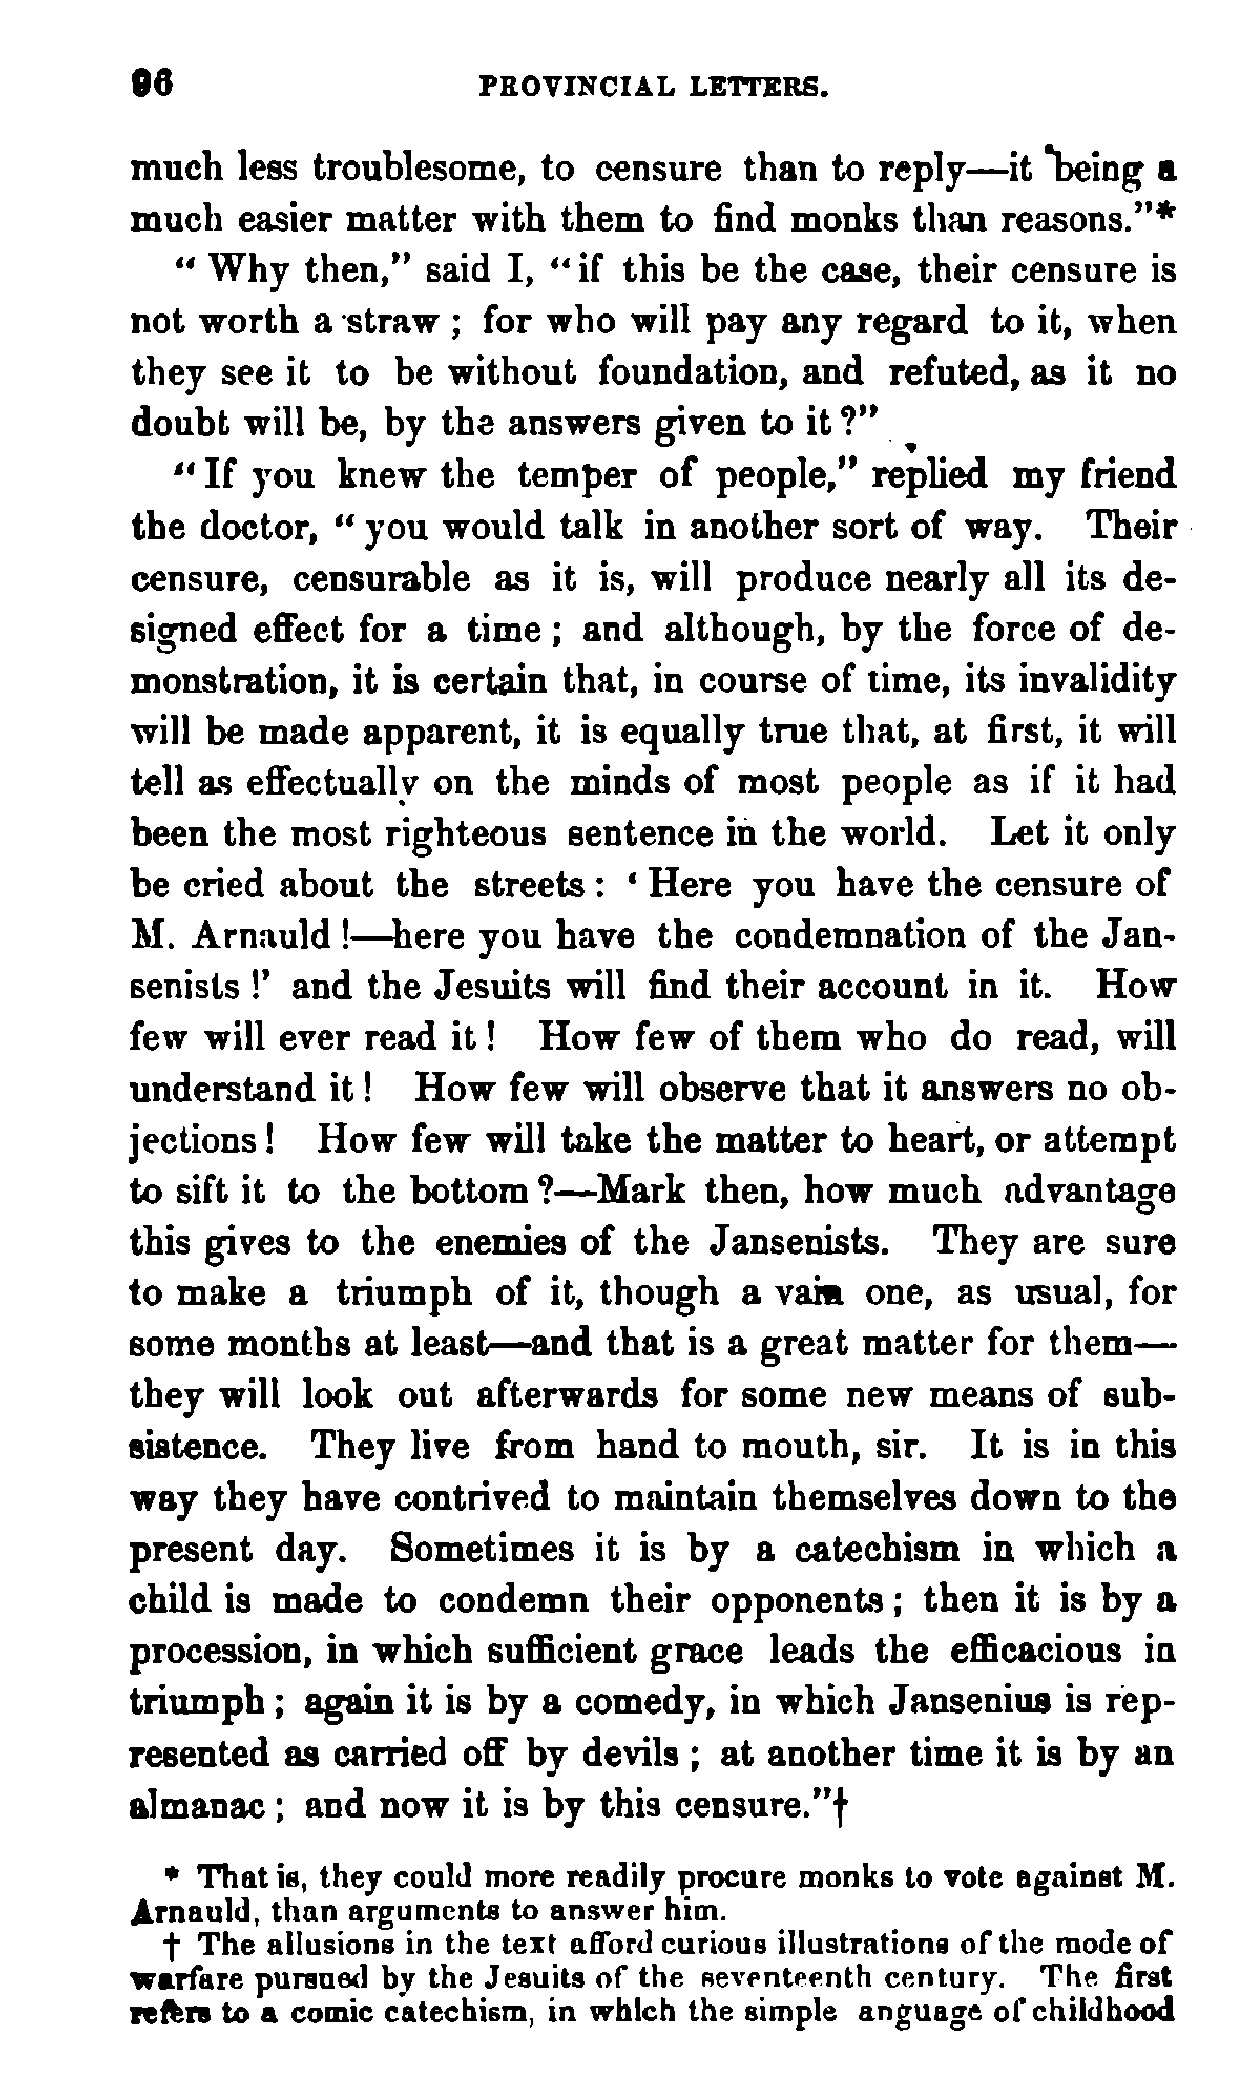 96 PROVINCIAL LETTERS.
much less troublesome, to censure than to reply—it being a
much easier matter with them to find monks than reasons."*
"Why then," said I, "if this be the case, their censure is
not worth a straw; for who will pay any regard to it, when
they see it to be without foundation, and refuted, as it no
doubt will be, by the answers given to it?"
"If you knew the temper of people," replied my friend
the doctor, "you would talk in another sort of way. Their
censure, censurable as it is, will produce nearly all its de-
signed effect for a time; and although, by the force of de-
monstration, it is certain that, in course of time, its invalidity
will be made apparent, it is equally true that, at first, it will
tell as effectually on the minds of most people as if it had
been the most righteous sentence in the world. Let it only
be cried about the streets: 'Here you have the censure of
M. Arnauld!—here you have the condemnation of the Jan-
senists!' and the Jesuits will find their account in it. How
few will ever read it! How few of them who do read, will
understand it! How few will observe that it answers no ob-
jections! How few will take the matter to heart, or attempt
to sift it to the bottom?—Mark then, how much advantage
this gives to the enemies of the Jansenists. They are sure
to make a triumph of it, though a vain one, as usual, for
some months at least—and that is a great matter for them—
they will look out afterwards for some new means of sub-
sistence. They live from hand to mouth, sir. It is in this
way they have contrived to maintain themselves down to the
present day. Sometimes it is by a catechism in which a
child is made to condemn their opponents; then it is by a
procession, in which sufficient grace leads the efficacious in
triumph; again it is by a comedy, in which Jansenius is rep-
resented as carried off by devils; at another time it is by an
almanac; and now it is by this censure."†
* That is, they could more readily procure monks to vote against M.
Arnauld, than arguments to answer him.
† The allusions in the text afford curious illustrations of the mode of
warfare pursued by the Jesuits of the seventeenth century. The first
refers to a comic catechism, in which the simple anguage of childhood